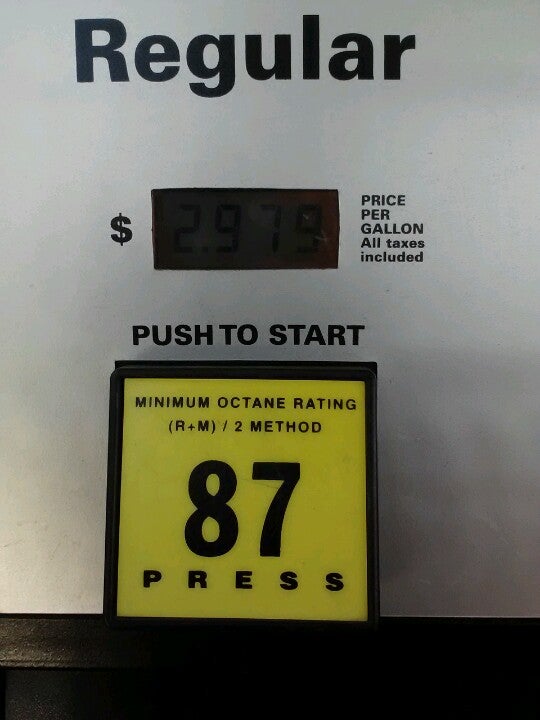 Regular
$ 2.979
PRICE
PER
GALLON
All taxes
included
PUSH TO START
MINIMUM OCTANE RATING
(R+M) / 2 METHOD
87
PRESS